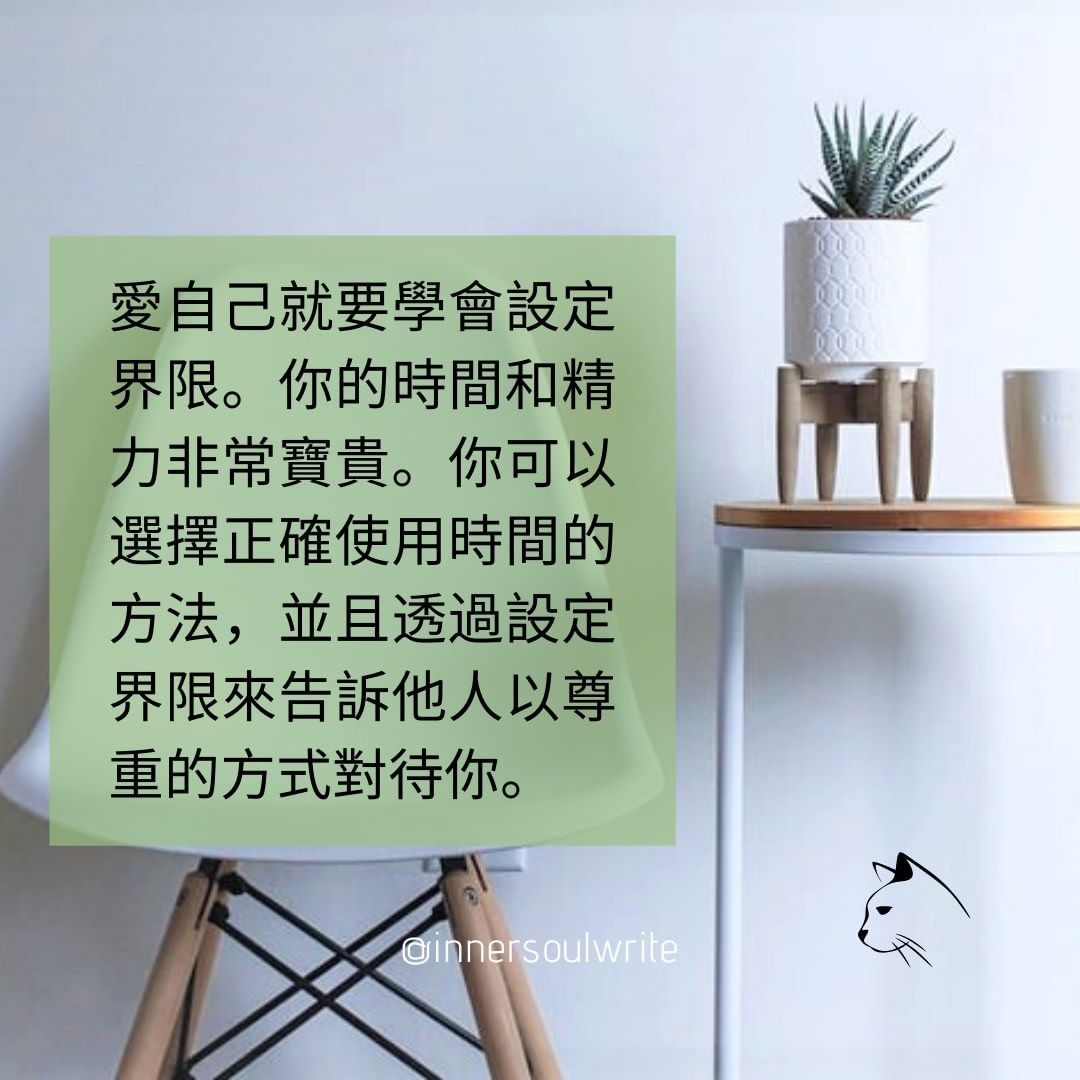 愛自己就要學會設定
界限。你的時間和精
力非常寶貴。你可以
選擇正確使用時間的
方法，並且透過設定
界限來告訴他人以尊
重的方式對待你。
@innersoulwrite